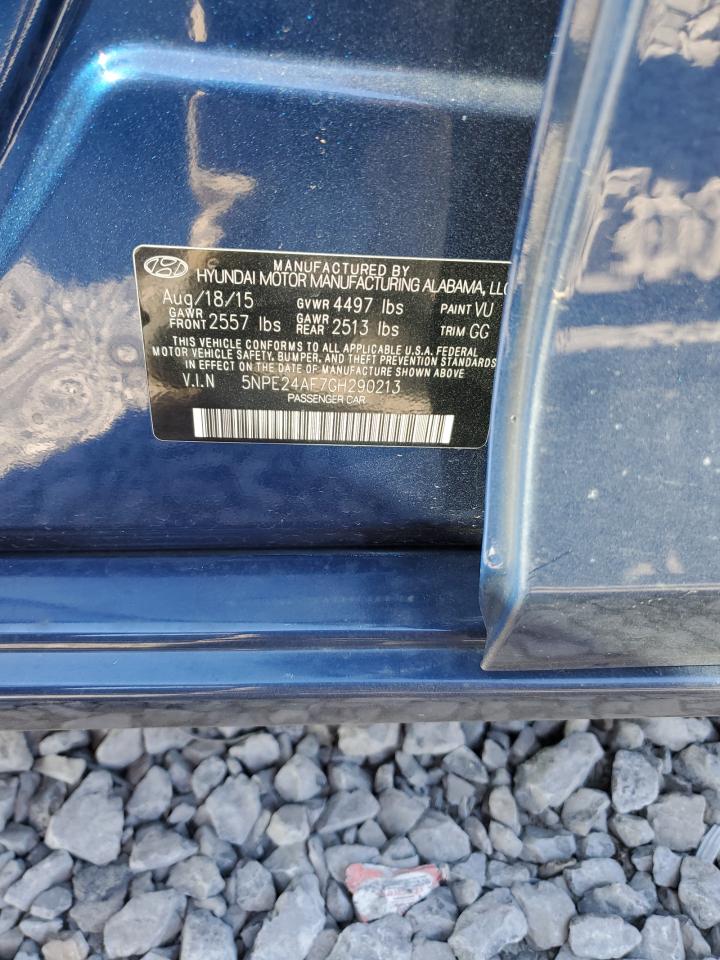 MANUFACTURED BY
HYUNDAI MOTOR MANUFACTURING ALABAMA, LLC
Aug/18/15 GVWR 4497 lbs PAINT VU
GAWR FRONT 2557 lbs GAWR REAR 2513 lbs TRIM GG
THIS VEHICLE CONFORMS TO ALL APPLICABLE U.S.A. FEDERAL
MOTOR VEHICLE SAFETY, BUMPER, AND THEFT PREVENTION STANDARDS
IN EFFECT ON THE DATE OF MANUFACTURE SHOWN ABOVE.
V.I.N 5NPE24AF7GH290213
PASSENGER CAR